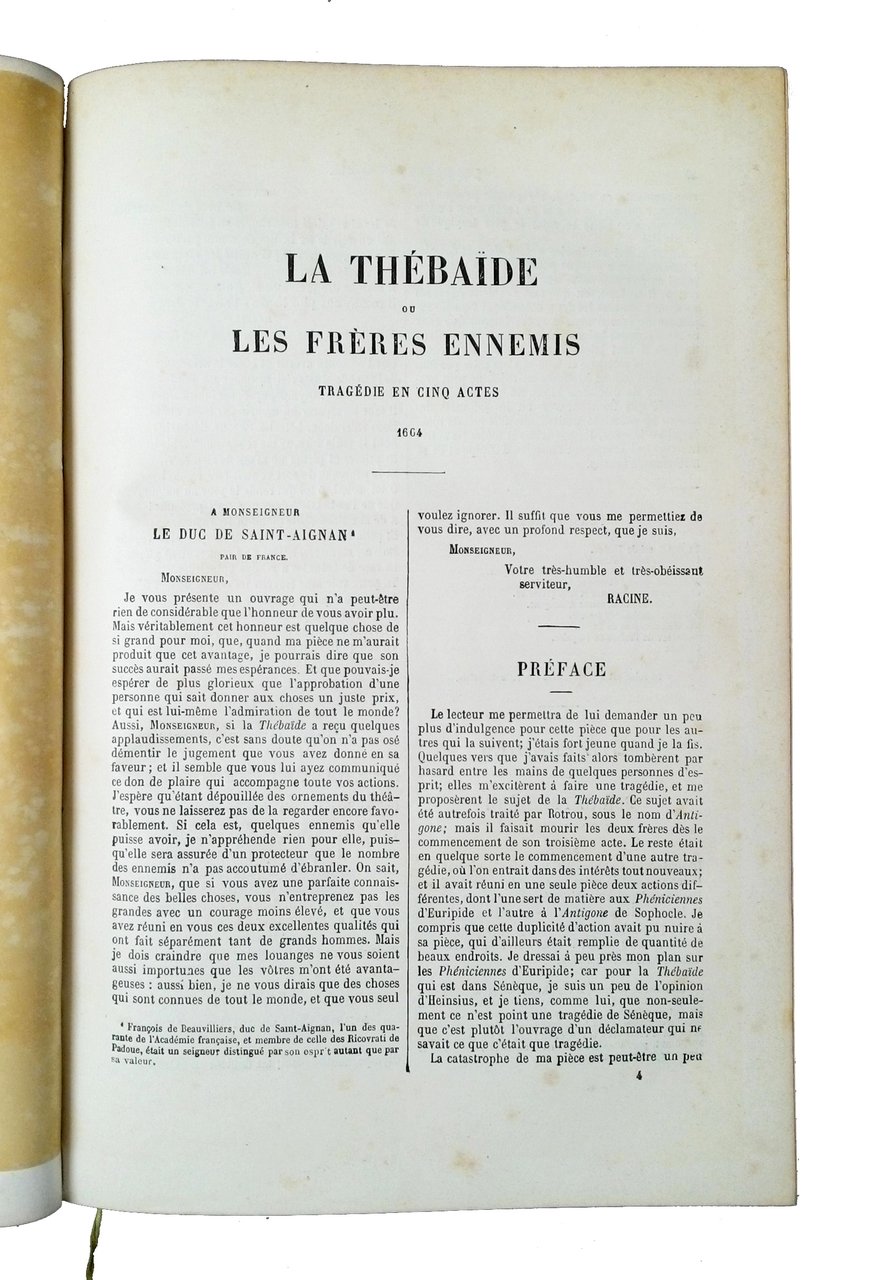 LA THÉBAÏDE
OU
LES FRÈRES ENNEMIS
TRAGÉDIE EN CINQ ACTES
1664
A MONSEIGNEUR
LE DUC DE SAINT-AIGNAN¹
PAIR DE FRANCE.
MONSEIGNEUR,
Je vous présente un ouvrage qui n'a peut-être
rien de considérable que l'honneur de vous avoir plu.
Mais véritablement cet honneur est quelque chose de
si grand pour moi, que, quand ma pièce ne m'aurait
produit que cet avantage, je pourrais dire que son
succès aurait passé mes espérances. Et que pouvais-je
espérer de plus glorieux que l'approbation d'une
personne qui sait donner aux choses un juste prix,
et qui est lui-même l'admiration de tout le monde?
Aussi, MONSEIGNEUR, si la Thébaïde a reçu quelques
applaudissements, c'est sans doute qu'on n'a pas osé
démentir le jugement que vous avez donné en sa
faveur; et il semble que vous lui ayez communiqué
ce don de plaire qui accompagne toute vos actions.
J'espère qu'étant dépouillée des ornements du théâ-
tre, vous ne laisserez pas de la regarder encore favo-
rablement. Si cela est, quelques ennemis qu'elle
puisse avoir, je n'appréhende rien pour elle, puis-
qu'elle sera assurée d'un protecteur que le nombre
des ennemis n'a pas accoutumé d'ébranler. On sait,
MONSEIGNEUR, que si vous avez une parfaite connais-
sance des belles choses, vous n'entreprenez pas les
grandes avec un courage moins élevé, et que vous
avez réuni en vous ces deux excellentes qualités qui
ont fait séparément tant de grands hommes. Mais
je dois craindre que mes louanges ne vous soient
aussi importunes que les vôtres m'ont été avanta-
geuses : aussi bien, je ne vous dirais que des choses
qui sont connues de tout le monde, et que vous seul
¹ François de Beauvilliers, duc de Saint-Aignan, l'un des qua-
rante de l'Académie française, et membre de celle des Ricovrati de
Padoue, était un seigneur distingué par son espr't autant que par
sa valeur.
voulez ignorer. Il suffit que vous me permettiez de
vous dire, avec un profond respect, que je suis,
MONSEIGNEUR,
Votre très-humble et très-obéissant
serviteur,
RACINE.
PRÉFACE
Le lecteur me permettra de lui demander un peu
plus d'indulgence pour cette pièce que pour les au-
tres qui la suivent; j'étais fort jeune quand je la fis.
Quelques vers que j'avais faits alors tombèrent par
hasard entre les mains de quelques personnes d'es-
prit; elles m'excitèrent à faire une tragédie, et me
proposèrent le sujet de la Thébaïde. Ce sujet avait
été autrefois traité par Rotrou, sous le nom d'Anti-
gone; mais il faisait mourir les deux frères dès le
commencement de son troisième acte. Le reste était
en quelque sorte le commencement d'une autre tra-
gédie, où l'on entrait dans des intérêts tout nouveaux;
et il avait réuni en une seule pièce deux actions dif-
férentes, dont l'une sert de matière aux Phéniciennes
d'Euripide et l'autre à l'Antigone de Sophocle. Je
compris que cette duplicité d'action avait pu nuire à
sa pièce, qui d'ailleurs était remplie de quantité de
beaux endroits. Je dressai à peu près mon plan sur
les Phéniciennes d'Euripide; car pour la Thébaïde
qui est dans Sénèque, je suis un peu de l'opinion
d'Heinsius, et je tiens, comme lui, que non-seule-
ment ce n'est point une tragédie de Sénèque, mais
que c'est plutôt l'ouvrage d'un déclamateur qui ne
savait ce que c'était que tragédie.
La catastrophe de ma pièce est peut-être un peu
4